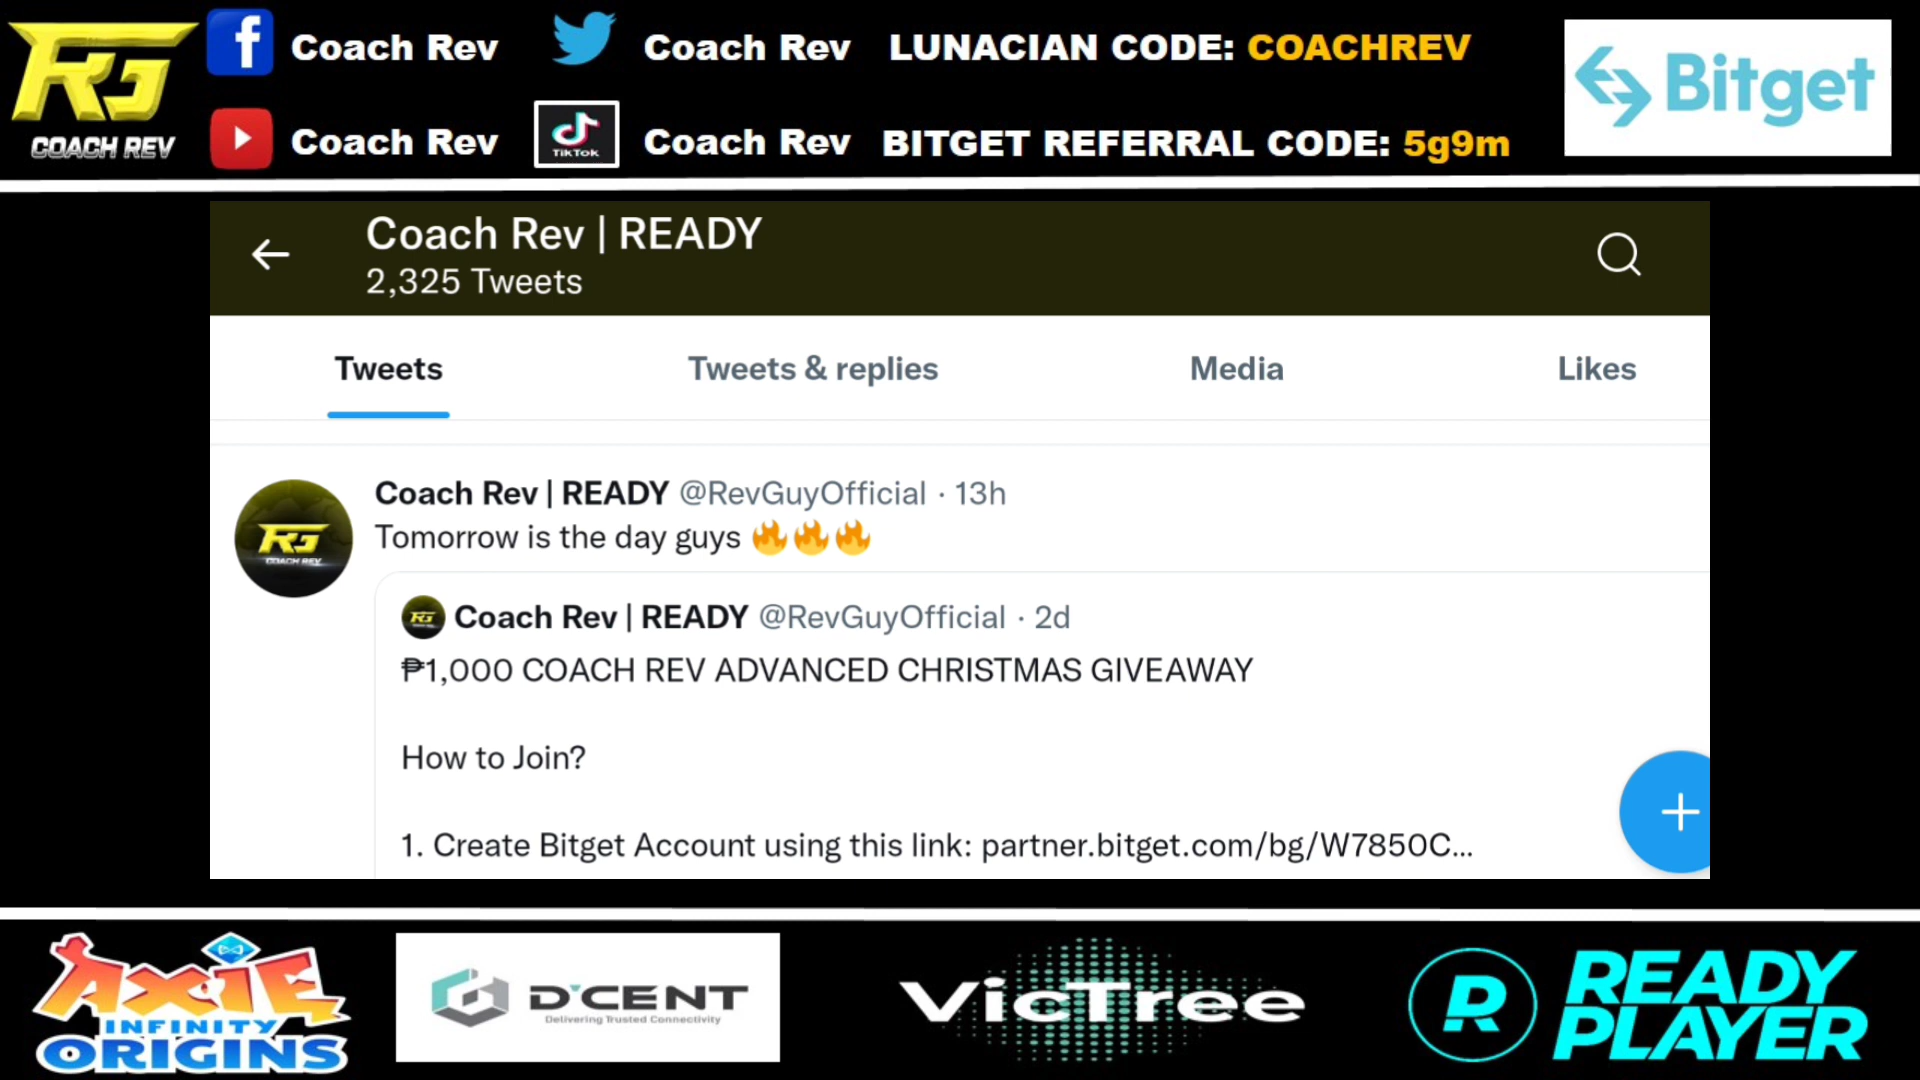 RG
COACH REV
Coach Rev
Coach Rev
LUNACIAN CODE: COACHREV
Bitget
Coach Rev
TikTok
Coach Rev
BITGET REFERRAL CODE: 5g9m
Coach Rev | READY
2,325 Tweets
Tweets
Tweets & replies
Media
Likes
Coach Rev | READY @RevGuyOfficial · 13h
Tomorrow is the day guys 🔥🔥🔥
RG
COACH REV
RG
Coach Rev | READY @RevGuyOfficial · 2d
₱1,000 COACH REV ADVANCED CHRISTMAS GIVEAWAY
How to Join?
1. Create Bitget Account using this link: partner.bitget.com/bg/W7850C...
AXIE
INFINITY
ORIGINS
D'CENT
Delivering Trusted Connectivity
VicTree
R
READY
PLAYER